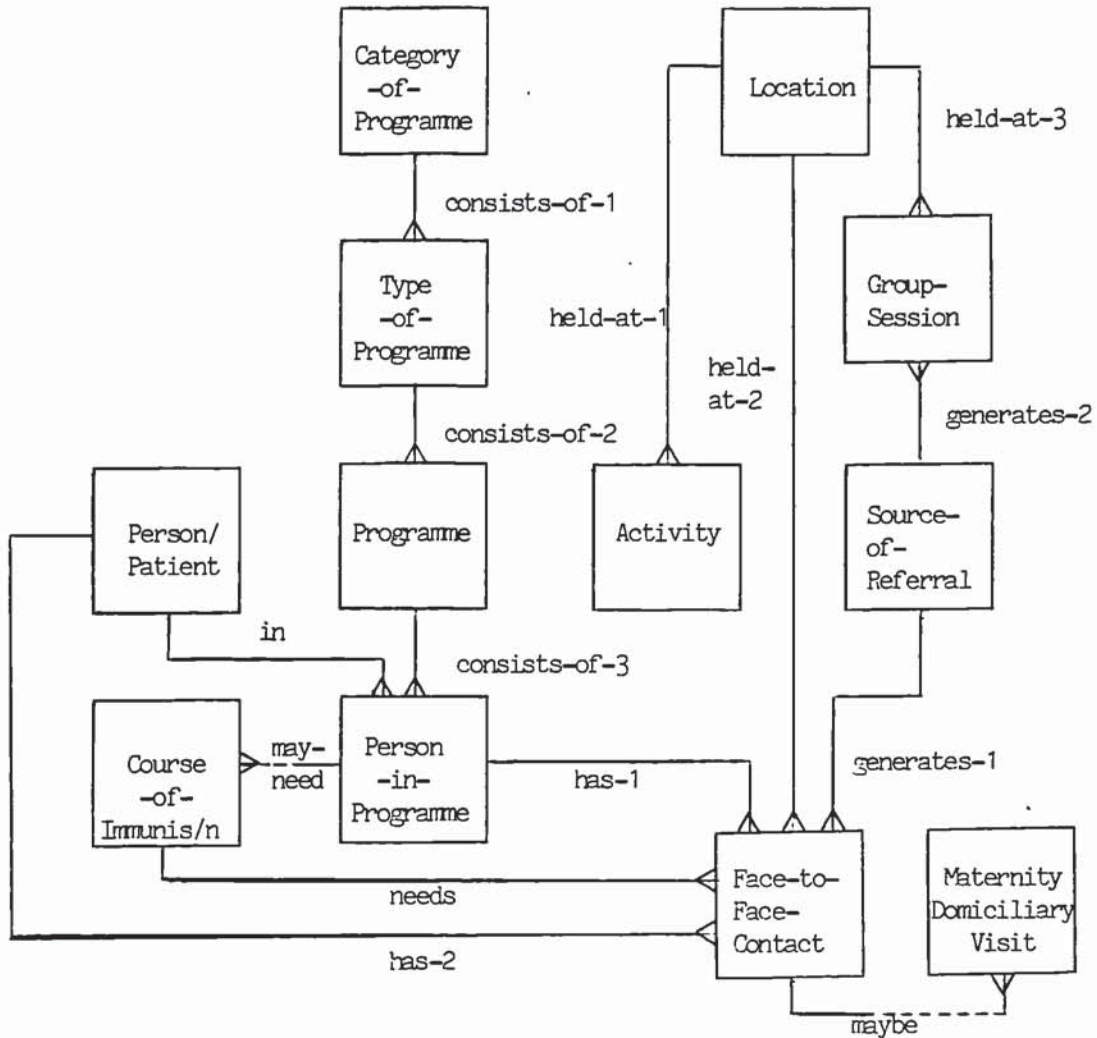 Category
-of-
Programme
Location
held-at-3
consists-of-1
Type
-of-
Programme
Group-
Session
held-at-1
held-
at-2
generates-2
consists-of-2
Person/
Patient
Programme
Activity
Source-
of-
Referral
in
consists-of-3
Course
-of-
Immunis/n
may-
need
Person
-in-
Programme
has-1
generates-1
needs
Face-to-
Face-
Contact
Maternity
Domiciliary
Visit
has-2
maybe